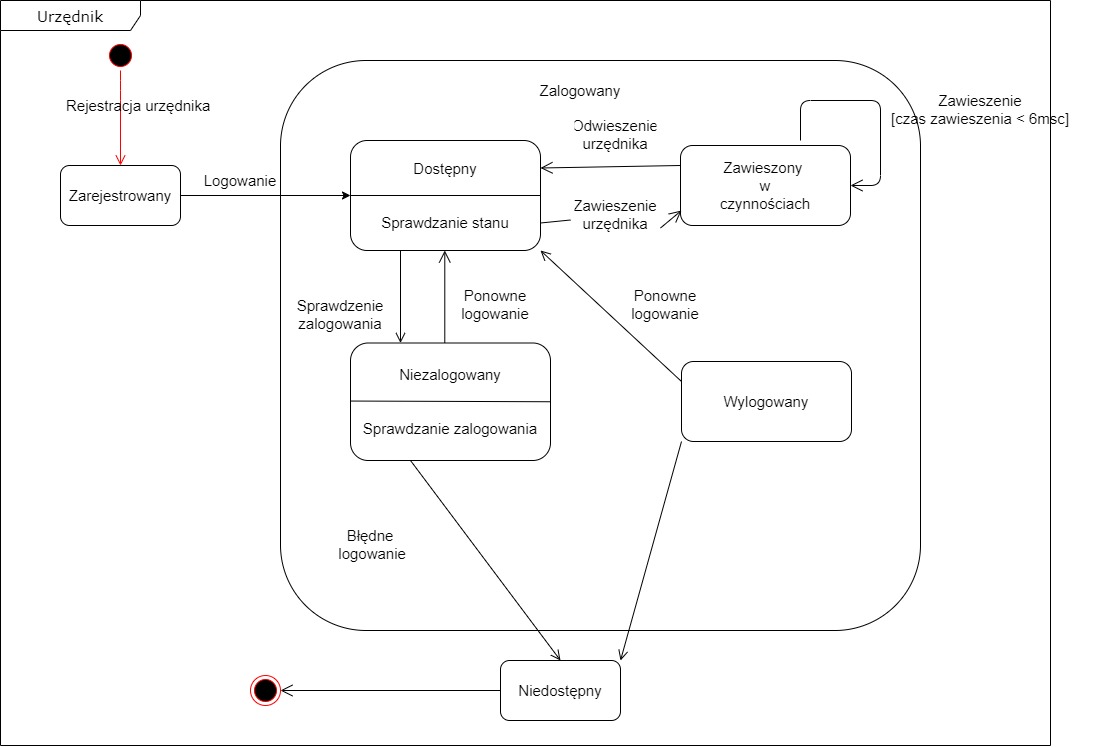 Urzędnik
Rejestracja urzędnika
Zarejestrowany
Logowanie
Zalogowany
Dostępny
Sprawdzanie stanu
Odwieszenie
urzędnika
Zawieszenie
urzędnika
Zawieszony
w
czynnościach
Zawieszenie
[czas zawieszenia < 6msc]
Sprawdzenie
zalogowania
Ponowne
logowanie
Ponowne
logowanie
Niezalogowany
Sprawdzanie zalogowania
Wylogowany
Błędne
logowanie
Niedostępny